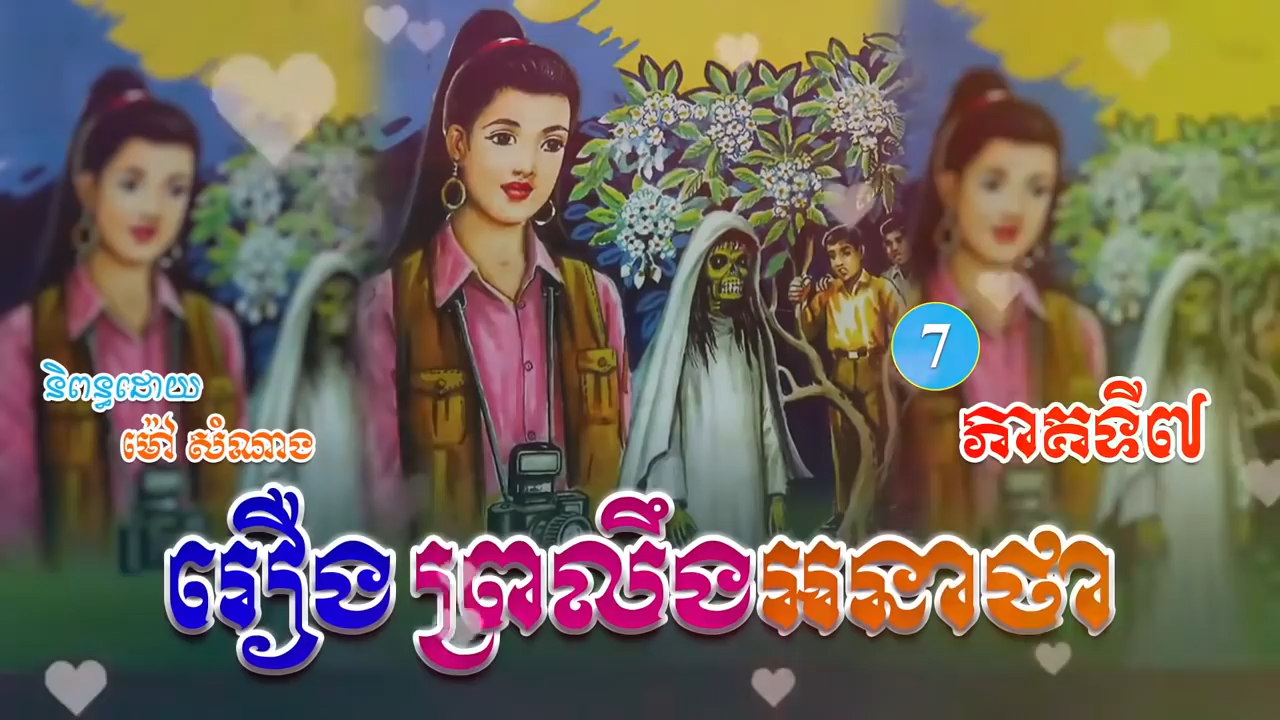 និពន្ធដោយ
ម៉ៅ សំណាង
7
ភាគទី៧
រឿង ព្រលឹងអនាថា